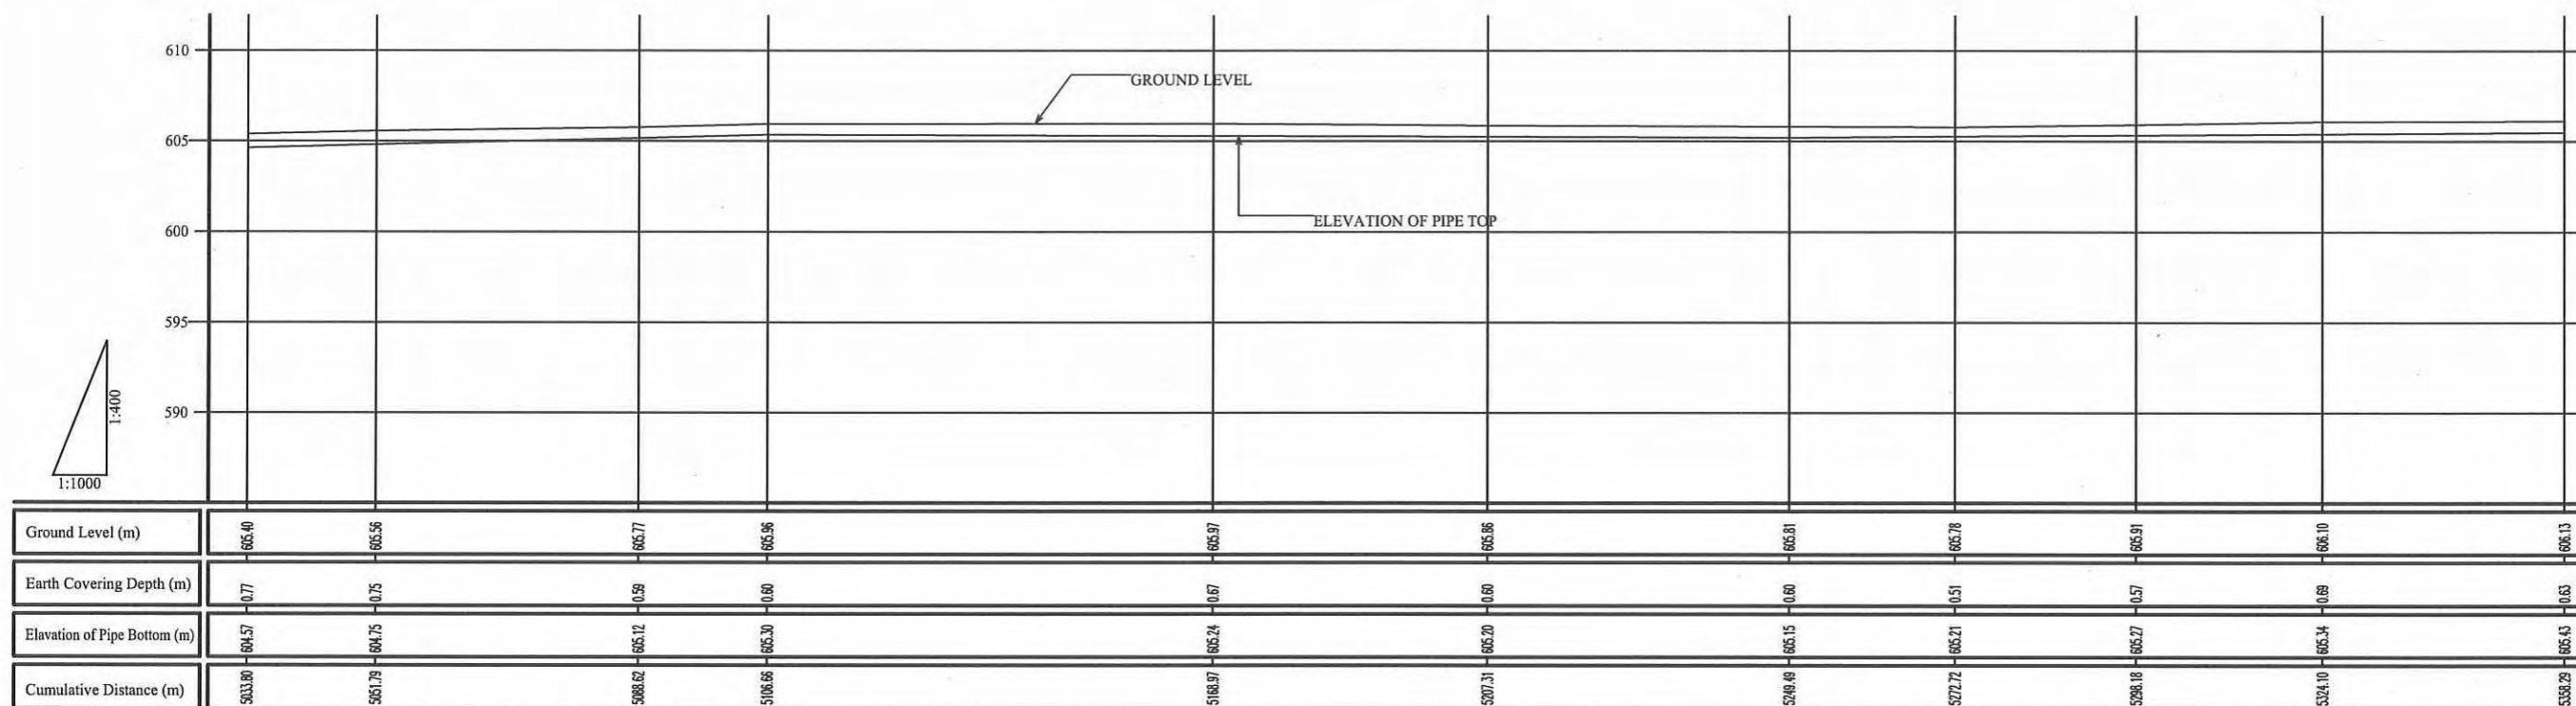 610
GROUND LEVEL
605
600
ELEVATION OF PIPE TOP
595
590
1:400
1:1000
Ground Level (m) 605.40 605.56 605.77 605.96 605.97 605.86 605.81 605.78 605.91 606.10 606.13
Earth Covering Depth (m) 0.77 0.75 0.59 0.60 0.67 0.60 0.60 0.51 0.57 0.69 0.63
Elavation of Pipe Bottom (m) 604.57 604.75 605.12 605.30 605.24 605.20 605.15 605.21 605.27 605.34 605.43
Cumulative Distance (m) 5033.80 5051.79 5088.62 5106.66 5168.97 5207.31 5249.49 5272.72 5298.18 5324.10 5358.29